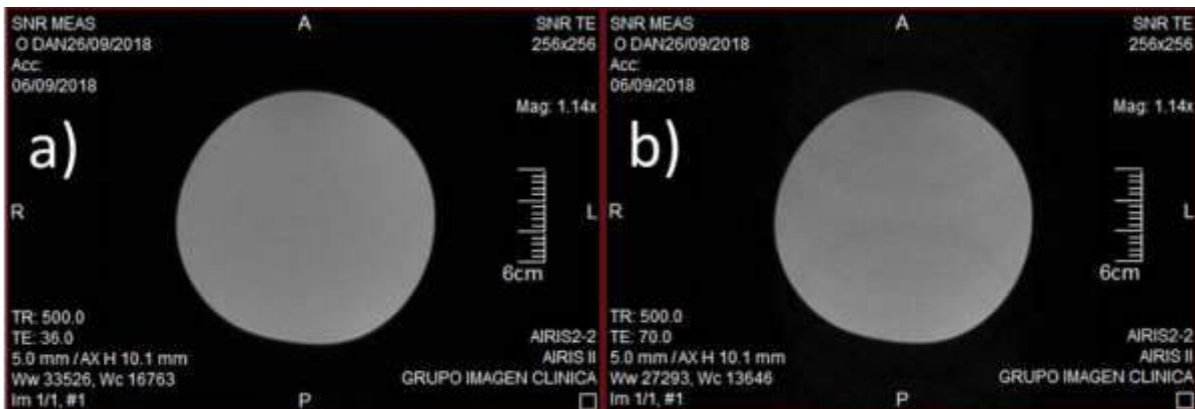 SNR MEAS
O DAN26/09/2018
Acc:
06/09/2018
A
SNR TE
256x256
Mag: 1.14x
a)
R
L
6cm
TR: 500.0
TE: 36.0
5.0 mm / AX H 10.1 mm
Ww 33526, Wc 16763
Im 1/1, #1
P
AIRIS2-2
AIRIS II
GRUPO IMAGEN CLINICA
SNR MEAS
O DAN26/09/2018
Acc:
06/09/2018
A
SNR TE
256x256
Mag: 1.14x
b)
R
L
6cm
TR: 500.0
TE: 70.0
5.0 mm / AX H 10.1 mm
Ww 27293, Wc 13646
Im 1/1, #1
P
AIRIS2-2
AIRIS II
GRUPO IMAGEN CLINICA